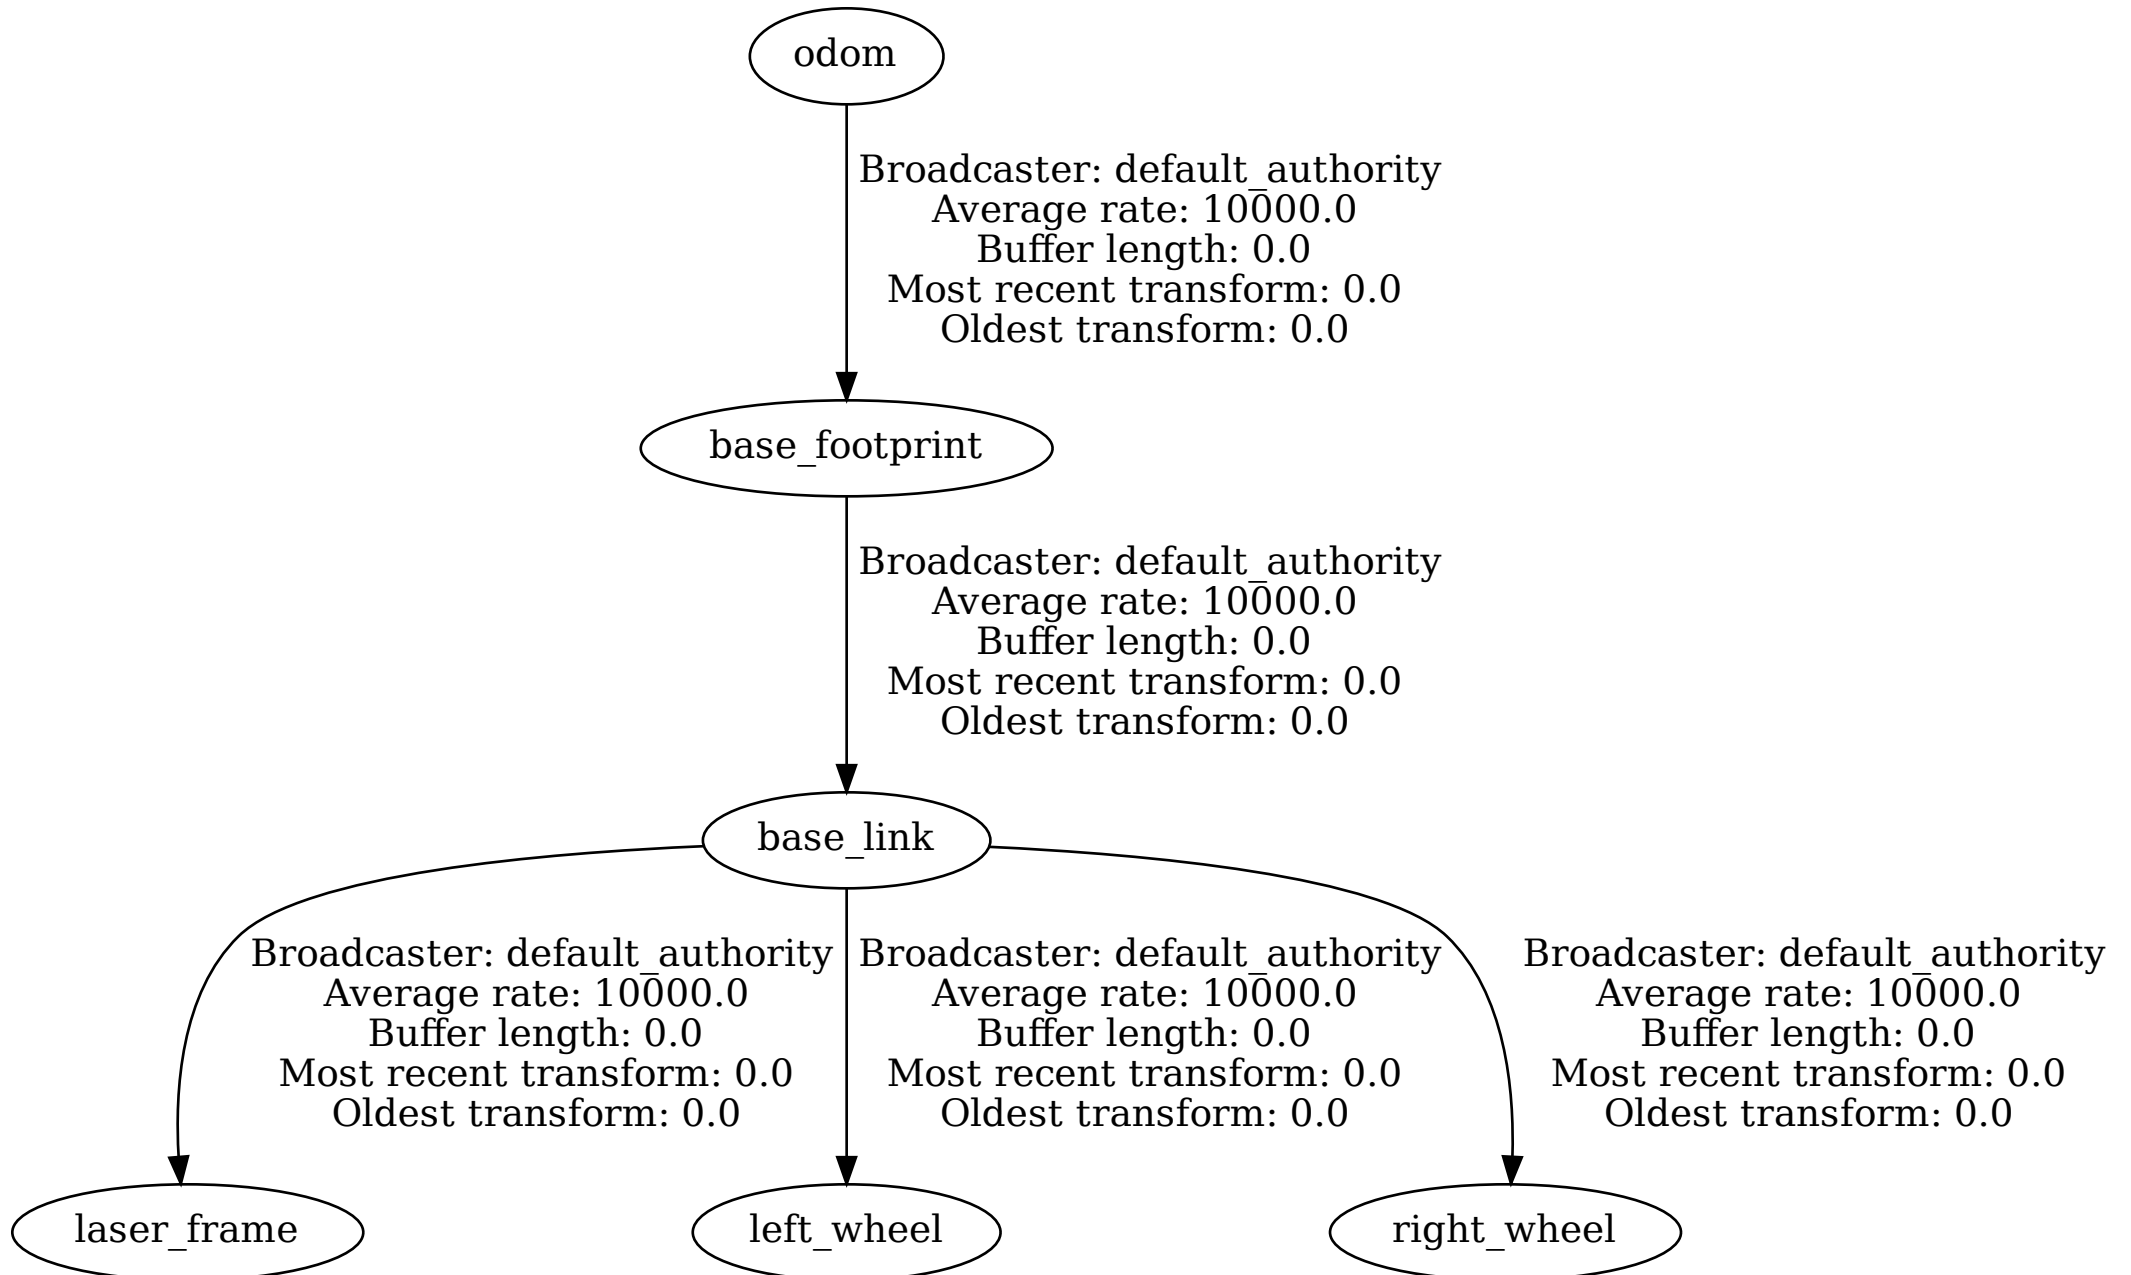 odom
Broadcaster: default_authority
Average rate: 10000.0
Buffer length: 0.0
Most recent transform: 0.0
Oldest transform: 0.0
base_footprint
Broadcaster: default_authority
Average rate: 10000.0
Buffer length: 0.0
Most recent transform: 0.0
Oldest transform: 0.0
base_link
Broadcaster: default_authority
Average rate: 10000.0
Buffer length: 0.0
Most recent transform: 0.0
Oldest transform: 0.0
Broadcaster: default_authority
Average rate: 10000.0
Buffer length: 0.0
Most recent transform: 0.0
Oldest transform: 0.0
Broadcaster: default_authority
Average rate: 10000.0
Buffer length: 0.0
Most recent transform: 0.0
Oldest transform: 0.0
laser_frame
left_wheel
right_wheel